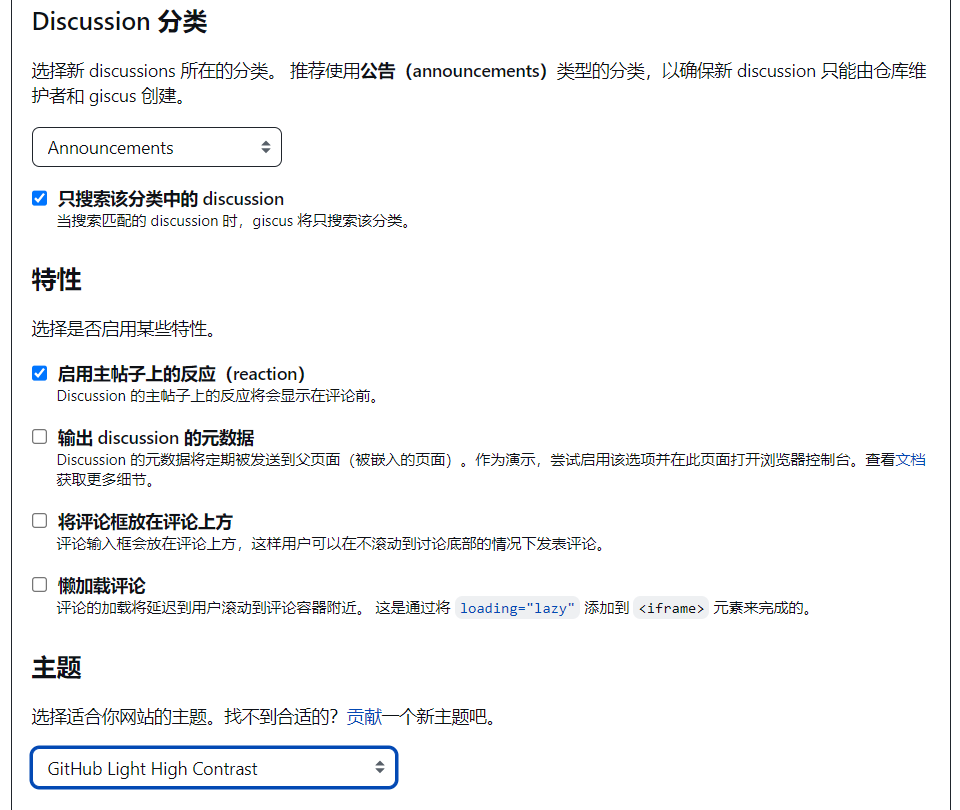 Discussion 分类
选择新 discussions 所在的分类。 推荐使用公告（announcements）类型的分类，以确保新 discussion 只能由仓库维
护者和 giscus 创建。
Announcements
只搜索该分类中的 discussion
当搜索匹配的 discussion 时，giscus 将只搜索该分类。
特性
选择是否启用某些特性。
启用主帖子上的反应（reaction）
Discussion 的主帖子上的反应将会显示在评论前。
输出 discussion 的元数据
Discussion 的元数据将定期被发送到父页面（被嵌入的页面）。作为演示，尝试启用该选项并在此页面打开浏览器控制台。查看文档
获取更多细节。
将评论框放在评论上方
评论输入框会放在评论上方，这样用户可以在不滚动到讨论底部的情况下发表评论。
懒加载评论
评论的加载将延迟到用户滚动到评论容器附近。 这是通过将 loading="lazy" 添加到 <iframe> 元素来完成的。
主题
选择适合你网站的主题。找不到合适的？贡献一个新主题吧。
GitHub Light High Contrast